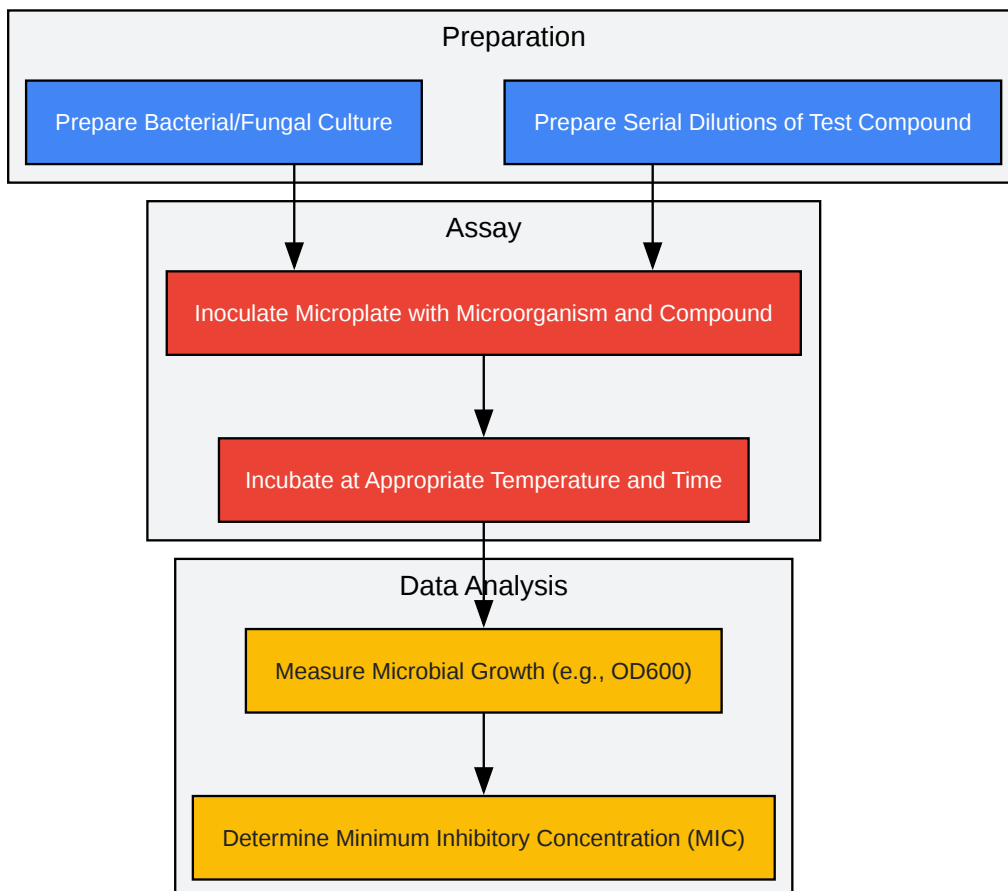 Preparation
Prepare Bacterial/Fungal Culture
Prepare Serial Dilutions of Test Compound
Assay
Inoculate Microplate with Microorganism and Compound
Incubate at Appropriate Temperature and Time
Data Analysis
Measure Microbial Growth (e.g., OD600)
Determine Minimum Inhibitory Concentration (MIC)